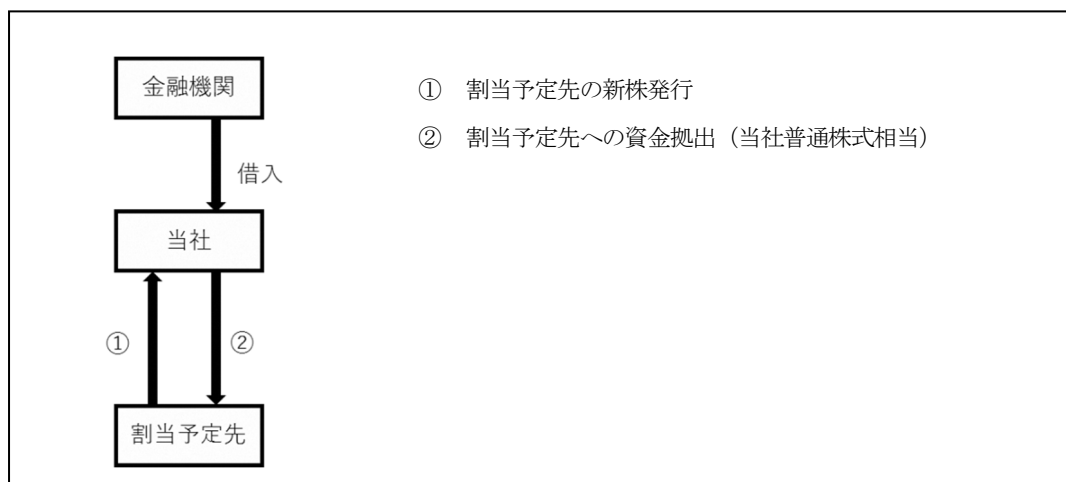 金融機関
① 割当予定先の新株発行
② 割当予定先への資金拠出（当社普通株式相当）
借入
当社
① ②
割当予定先